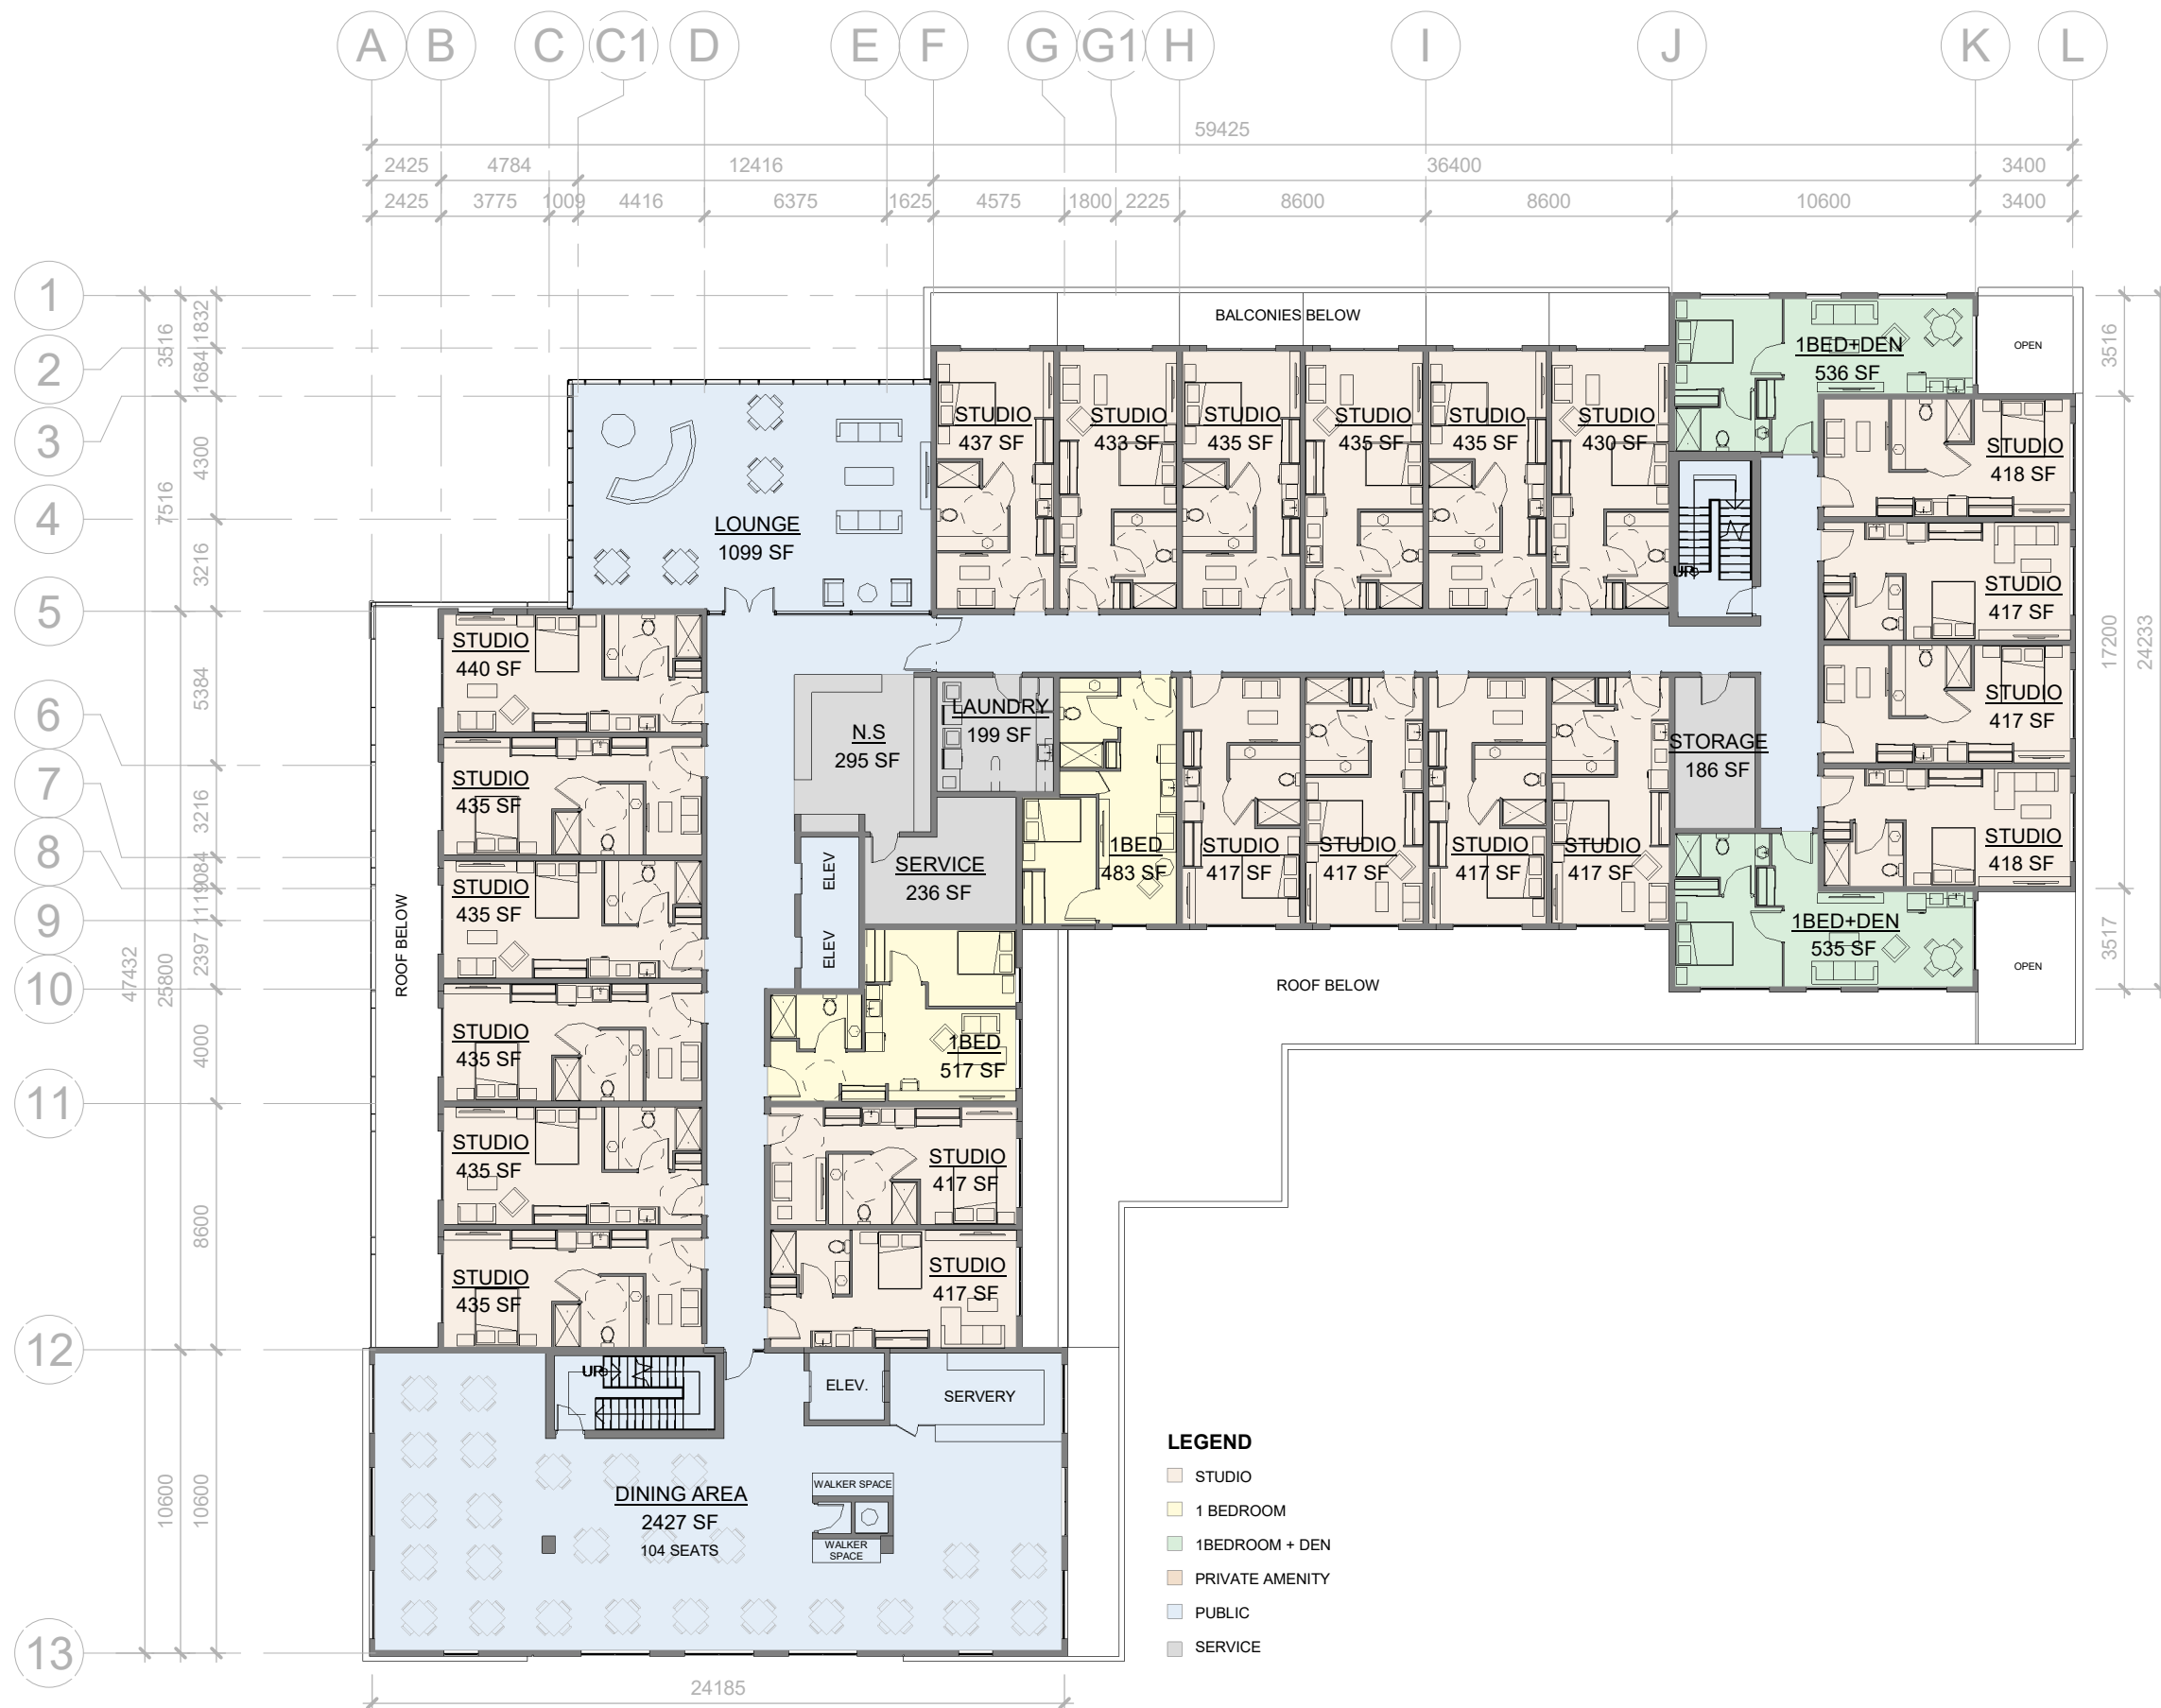 A B C C1 D E F G G1 H I J K L
59425
2425 4784 12416 36400 3400
2425 3775 1009 4416 6375 1625 4575 1800 2225 8600 8600 10600 3400
1
2
3
4
5
6
7
8
9
10
11
12
13
47432
3516
7516
25800
10600
1832
1684
4300
3216
5384
3216
1084
1119
2397
4000
8600
10600
3516
17200
3517
24233
BALCONIES BELOW
OPEN
1BED+DEN
536 SF
STUDIO
437 SF
STUDIO
433 SF
STUDIO
435 SF
STUDIO
435 SF
STUDIO
435 SF
STUDIO
430 SF
STUDIO
418 SF
LOUNGE
1099 SF
UP
STUDIO
417 SF
STUDIO
440 SF
STUDIO
417 SF
N.S
295 SF
LAUNDRY
199 SF
STORAGE
186 SF
STUDIO
435 SF
STUDIO
418 SF
1BED
483 SF
STUDIO
417 SF
STUDIO
417 SF
STUDIO
417 SF
STUDIO
417 SF
ELEV
SERVICE
236 SF
STUDIO
435 SF
1BED+DEN
535 SF
OPEN
ROOF BELOW
ELEV
ROOF BELOW
STUDIO
435 SF
1BED
517 SF
STUDIO
435 SF
STUDIO
417 SF
STUDIO
435 SF
STUDIO
417 SF
UP
ELEV.
SERVERY
WALKER SPACE
DINING AREA
2427 SF
104 SEATS
WALKER
SPACE
24185
LEGEND
STUDIO
1 BEDROOM
1BEDROOM + DEN
PRIVATE AMENITY
PUBLIC
SERVICE